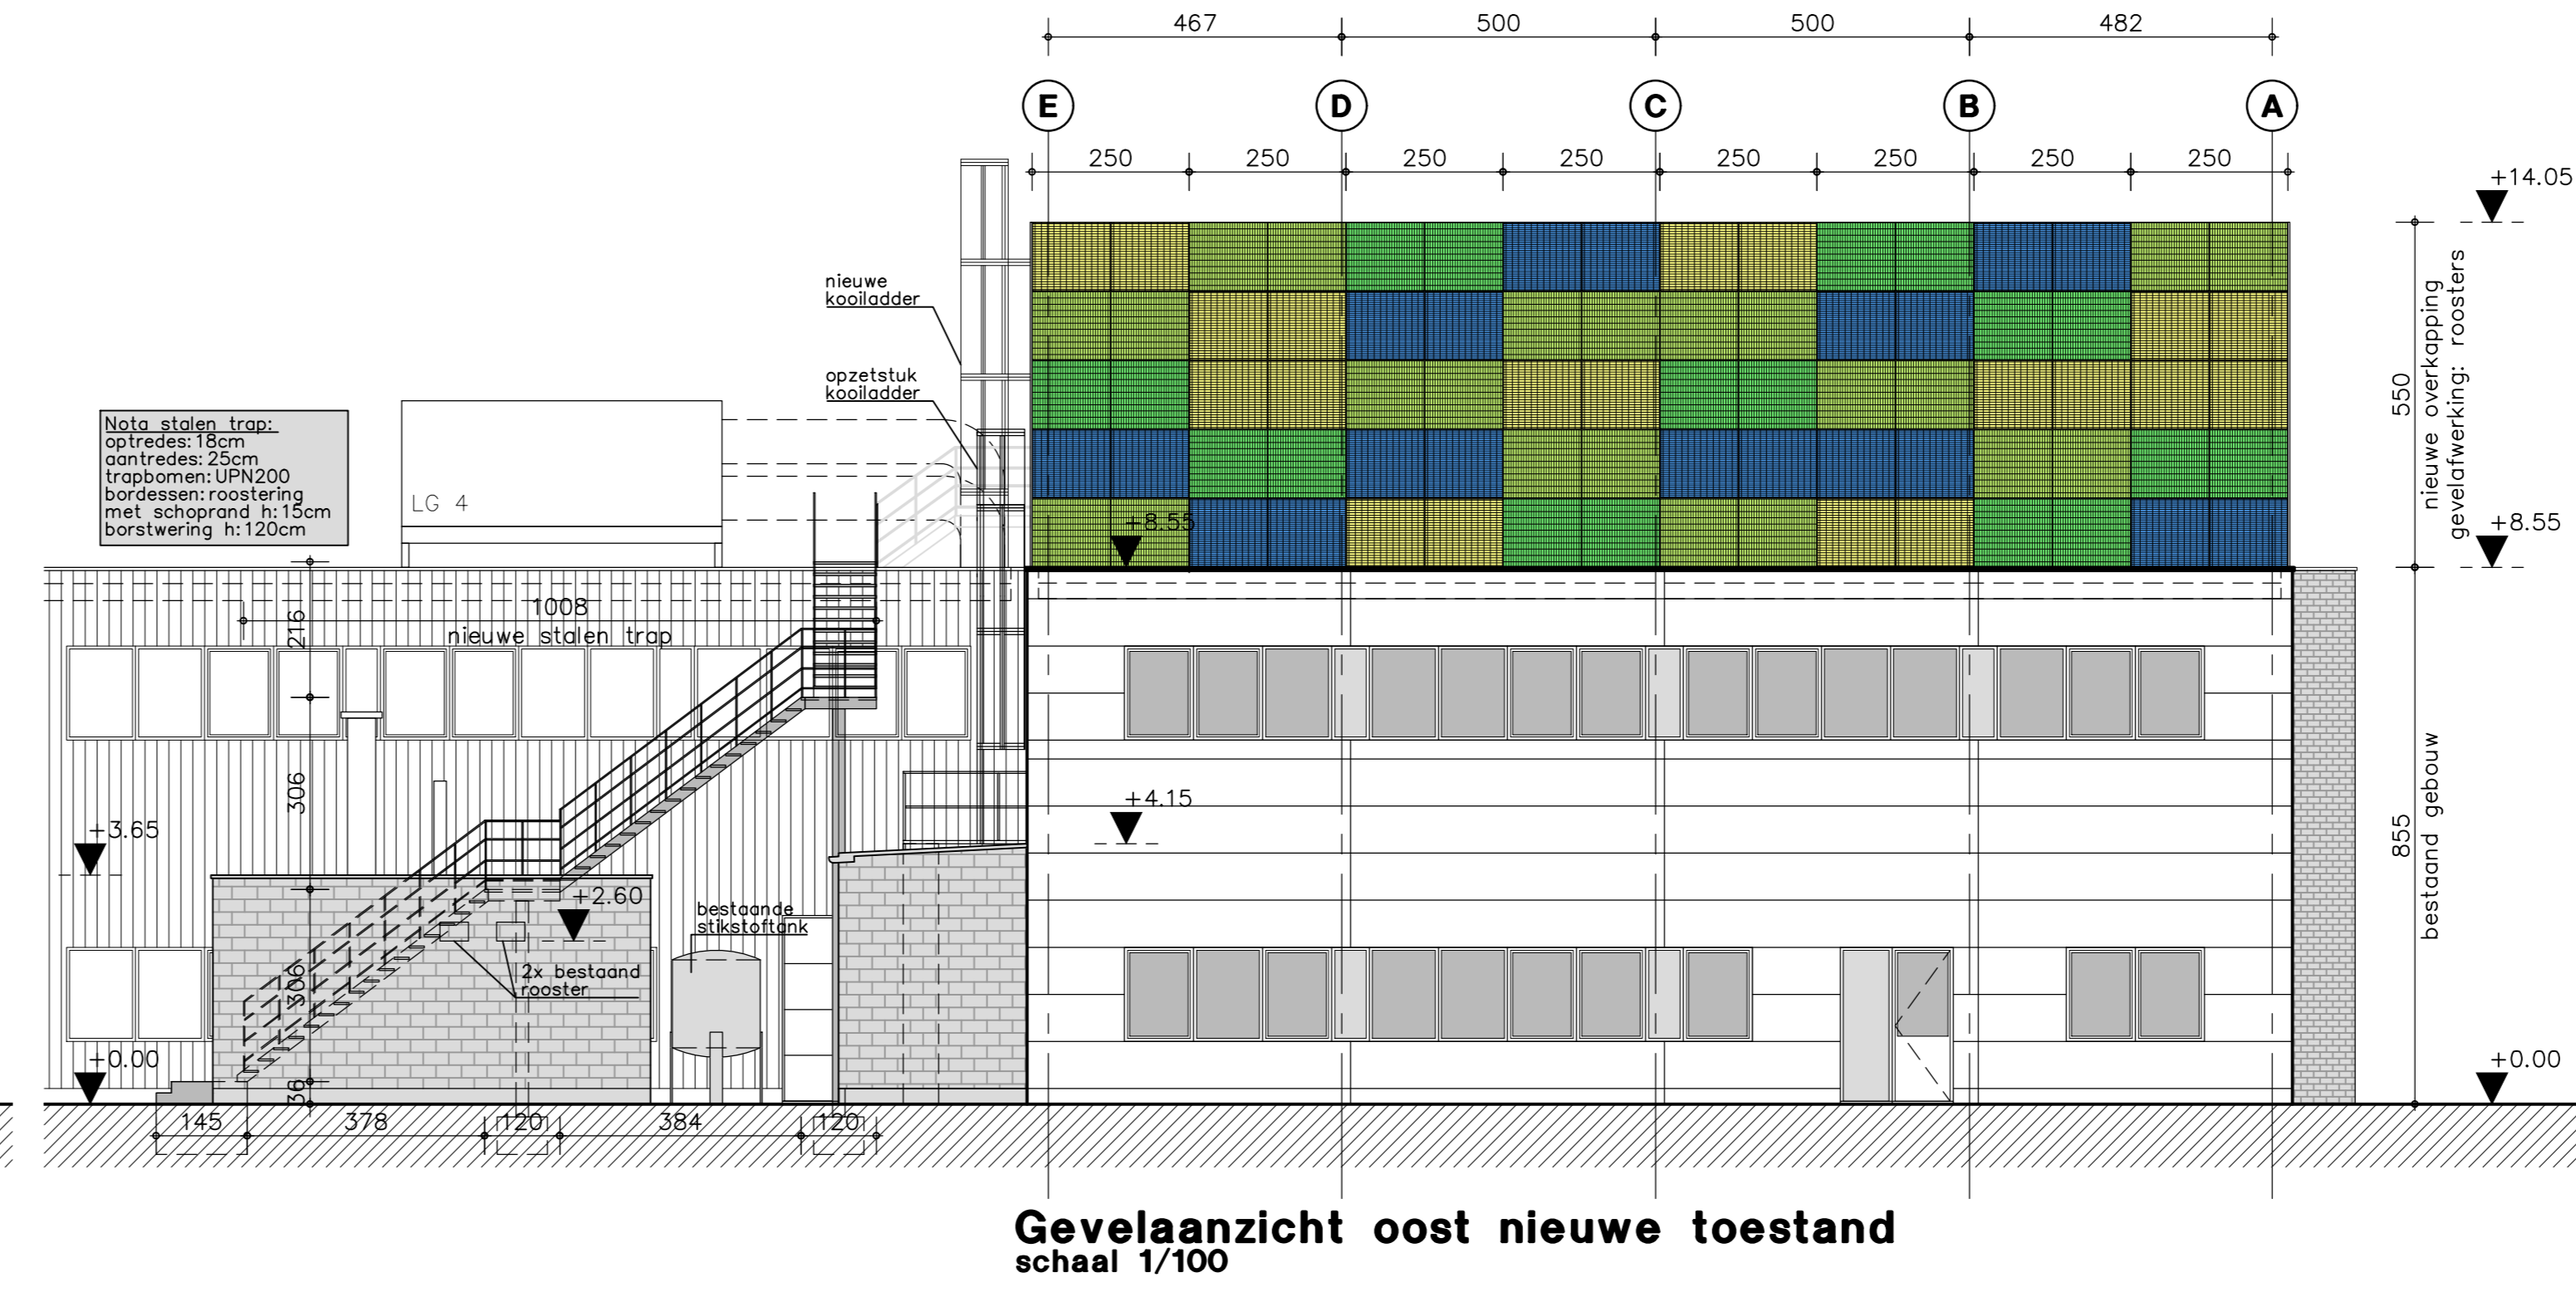 467 500 500 482
E D C B A
250 250 250 250 250 250 250 250
+14.05
nieuwe
kooiladder
opzetstuk
kooiladder
Nota stalen trap:
optredes:18cm
aantredes:25cm
trapbomen:UPN200
bordessen:roostering
met schoprand h:15cm
borstwering h:120cm
LG 4
550
nieuwe overkapping
gevelafwerking: roosters
+8.55
+8.55
1008
nieuwe stalen trap
216
306
306
36
+3.65
+4.15
+2.60
bestaande
stikstoftank
2x bestaand
rooster
855
bestaand gebouw
+0.00
+0.00
145 378 120 384 120
Gevelaanzicht oost nieuwe toestand
schaal 1/100